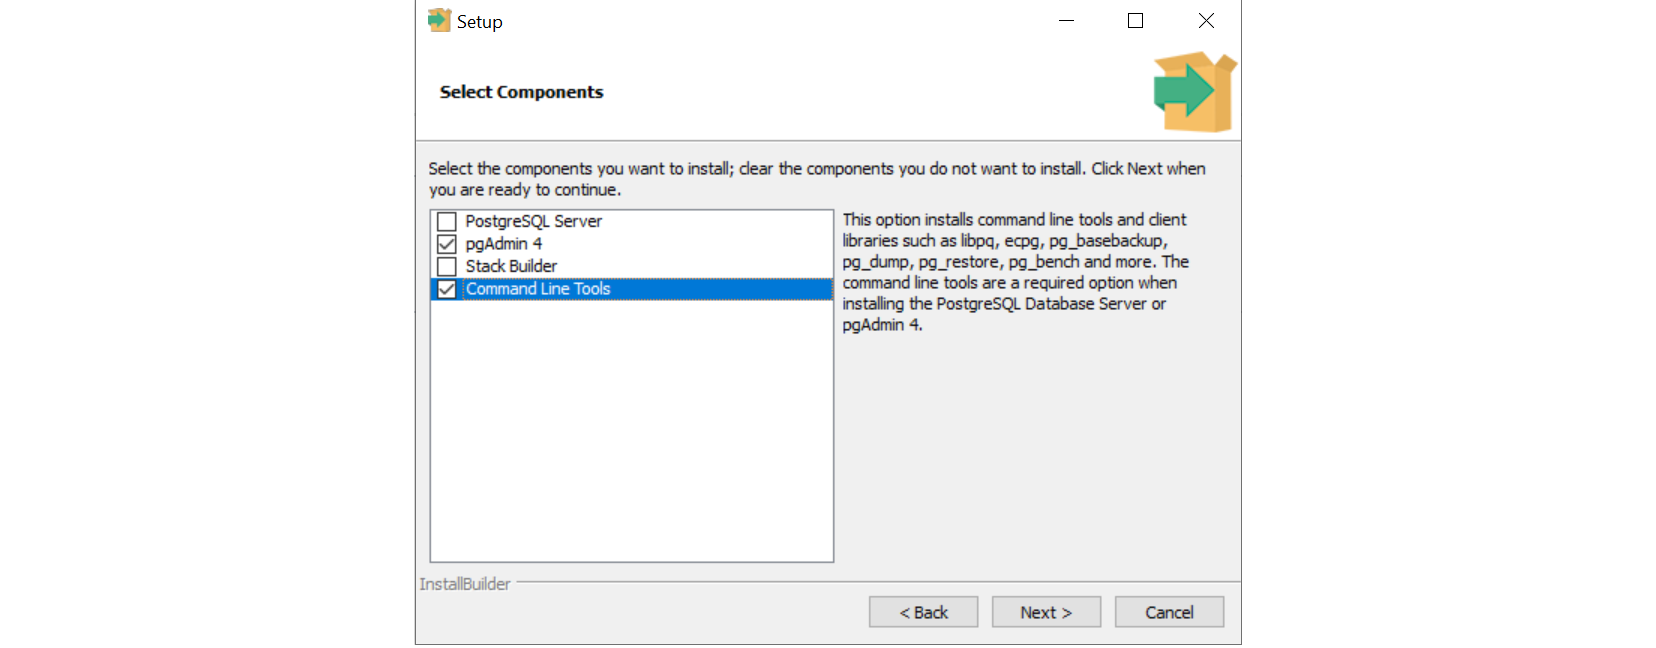 Setup
Select Components
Select the components you want to install; clear the components you do not want to install. Click Next when
you are ready to continue.
PostgreSQL Server
pgAdmin 4
Stack Builder
Command Line Tools
This option installs command line tools and client
libraries such as libpq, ecpg, pg_basebackup,
pg_dump, pg_restore, pg_bench and more. The
command line tools are a required option when
installing the PostgreSQL Database Server or
pgAdmin 4.
InstallBuilder
< Back
Next >
Cancel